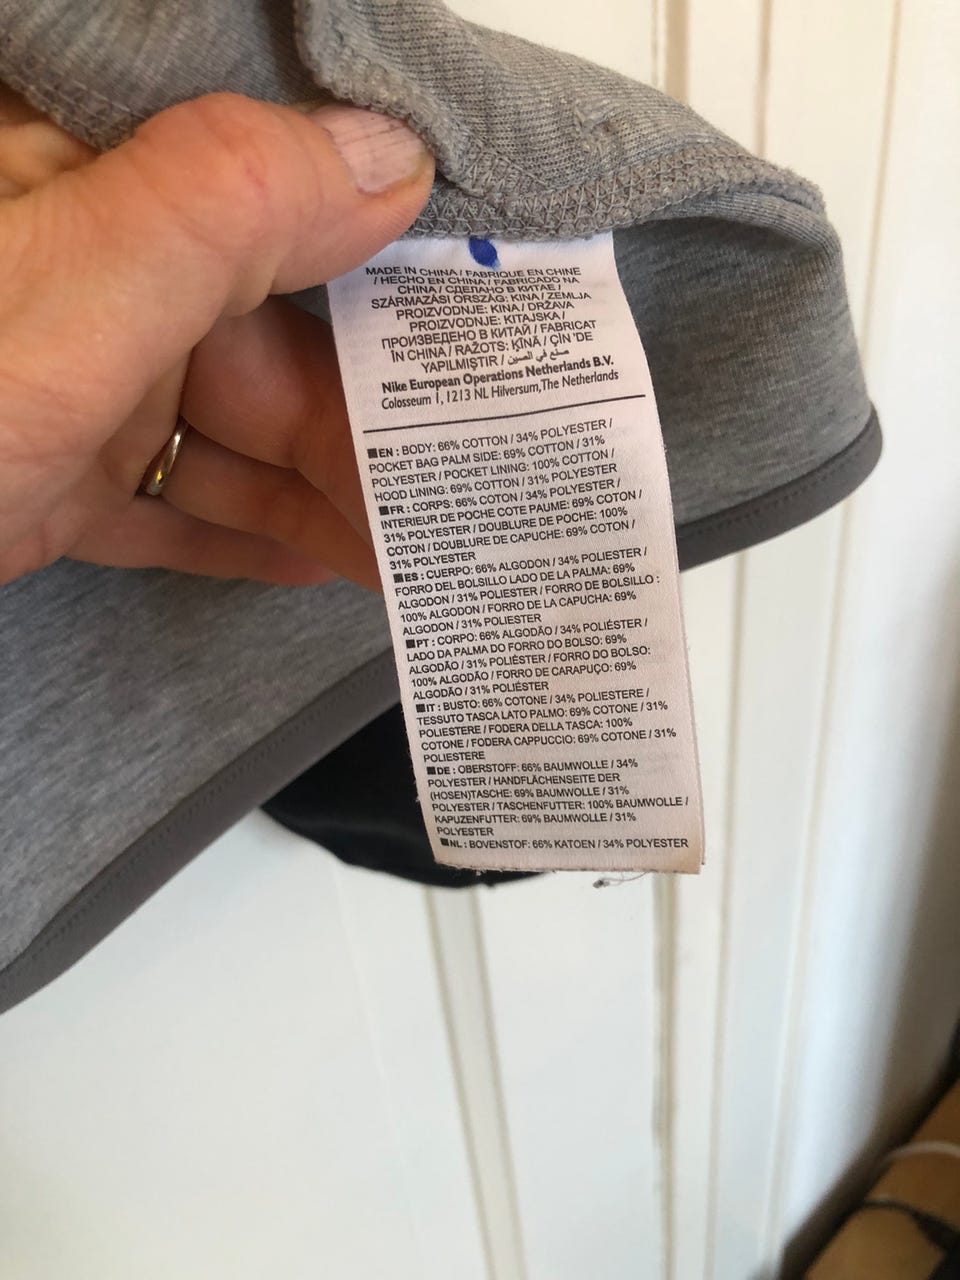 MADE IN CHINA / FABRIQUE EN CHINE
/ HECHO EN CHINA / FABRICADO NA
CHINA / СДЕЛАНО В КИТАЕ /
SZÁRMAZÁSI ORSZÁG: KÍNA / ZEMLJA
PROIZVODNJE: KINA / DRŽAVA
PROIZVODNJE: KITAJSKA /
ПРОИЗВЕДЕНО В КИТАЙ / FABRICAT
ÎN CHINA / RAŽOTS: ĶĪNĀ / ÇİN 'DE
YAPILMIŞTIR / صنع في الصين
Nike European Operations Netherlands B.V.
Colosseum 1, 1213 NL Hilversum, The Netherlands
■EN : BODY: 66% COTTON / 34% POLYESTER /
POCKET BAG PALM SIDE: 69% COTTON / 31%
POLYESTER / POCKET LINING: 100% COTTON /
HOOD LINING: 69% COTTON / 31% POLYESTER
■FR : CORPS: 66% COTON / 34% POLYESTER /
INTERIEUR DE POCHE COTE PAUME: 69% COTON /
31% POLYESTER / DOUBLURE DE POCHE: 100%
COTON / DOUBLURE DE CAPUCHE: 69% COTON /
31% POLYESTER
■ES : CUERPO: 66% ALGODON / 34% POLIESTER /
FORRO DEL BOLSILLO LADO DE LA PALMA: 69%
ALGODON / 31% POLIESTER / FORRO DE BOLSILLO :
100% ALGODON / FORRO DE LA CAPUCHA: 69%
ALGODON / 31% POLIESTER
■PT : CORPO: 66% ALGODÃO / 34% POLIÉSTER /
LADO DA PALMA DO FORRO DO BOLSO: 69%
ALGODÃO / 31% POLIÉSTER / FORRO DO BOLSO:
100% ALGODÃO / FORRO DE CARAPUÇO: 69%
ALGODÃO / 31% POLIÉSTER
■IT : BUSTO: 66% COTONE / 34% POLIESTERE /
TESSUTO TASCA LATO PALMO: 69% COTONE / 31%
POLIESTERE / FODERA DELLA TASCA: 100%
COTONE / FODERA CAPPUCCIO: 69% COTONE / 31%
POLIESTERE
■DE : OBERSTOFF: 66% BAUMWOLLE / 34%
POLYESTER / HANDFLÄCHENSEITE DER
(HOSEN)TASCHE: 69% BAUMWOLLE / 31%
POLYESTER / TASCHENFUTTER: 100% BAUMWOLLE /
KAPUZENFUTTER: 69% BAUMWOLLE / 31%
POLYESTER
■NL : BOVENSTOF: 66% KATOEN / 34% POLYESTER